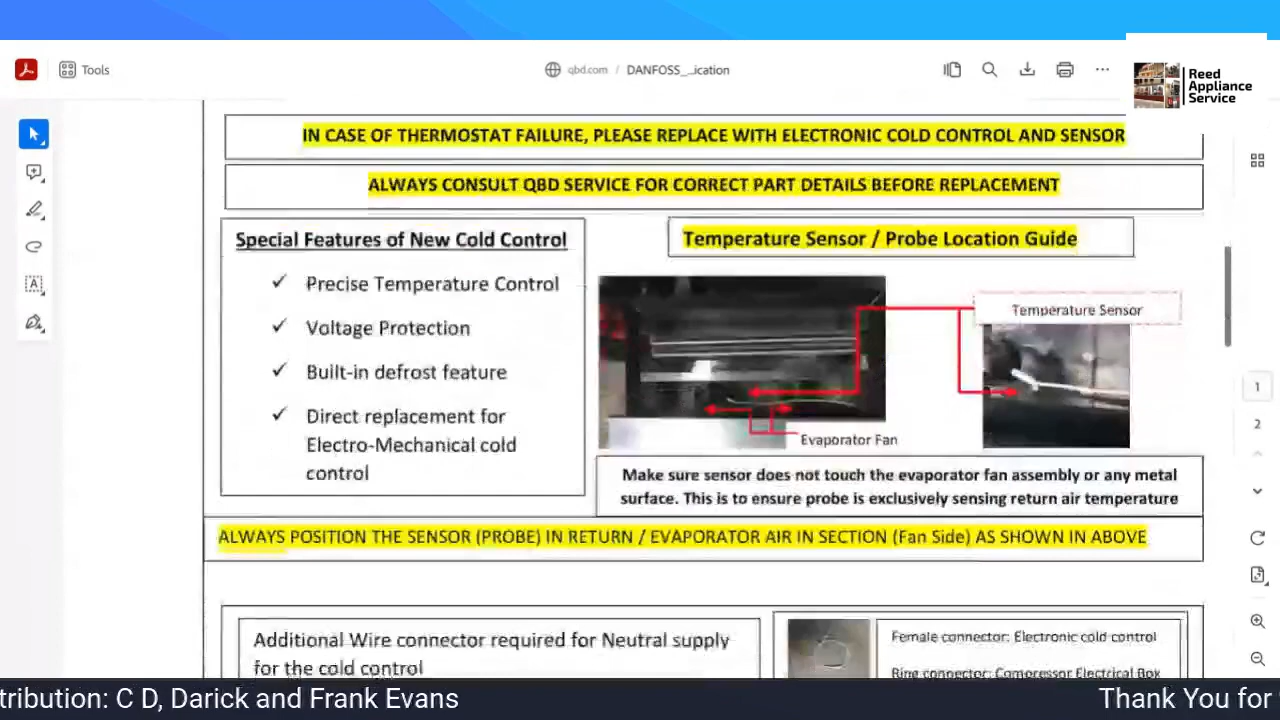 Tools
qbd.com / DANFOSS_...ication
Reed
Appliance
Service
IN CASE OF THERMOSTAT FAILURE, PLEASE REPLACE WITH ELECTRONIC COLD CONTROL AND SENSOR
ALWAYS CONSULT QBD SERVICE FOR CORRECT PART DETAILS BEFORE REPLACEMENT
Special Features of New Cold Control
✓ Precise Temperature Control
✓ Voltage Protection
✓ Built-in defrost feature
✓ Direct replacement for
Electro-Mechanical cold
control
Temperature Sensor / Probe Location Guide
Temperature Sensor
Evaporator Fan
Make sure sensor does not touch the evaporator fan assembly or any metal
surface. This is to ensure probe is exclusively sensing return air temperature
ALWAYS POSITION THE SENSOR (PROBE) IN RETURN / EVAPORATOR AIR IN SECTION (Fan Side) AS SHOWN IN ABOVE
Additional Wire connector required for Neutral supply
for the cold control
Female connector: Electronic cold control
Ring connector: Compressor Electrical Box
1
2
tribution: C D, Darick and Frank Evans
Thank You for